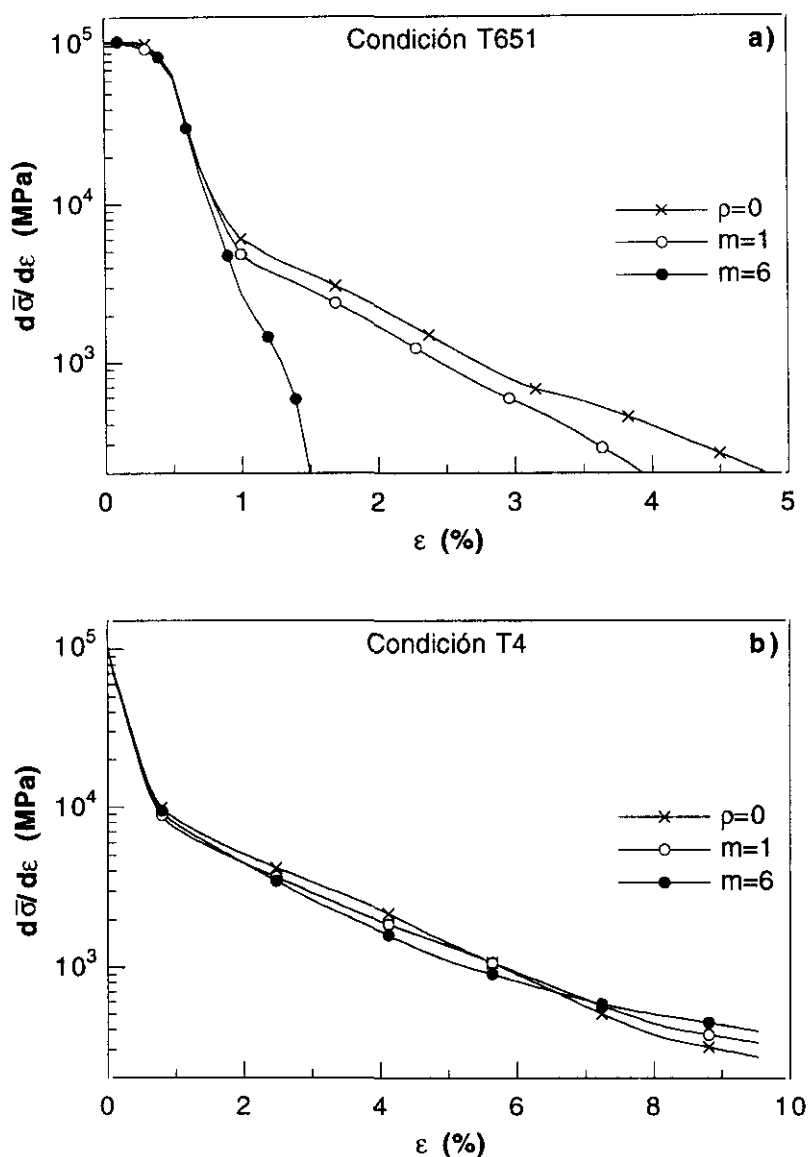 Condición T651
a)
10⁵
10⁴
10³
dσ̄/dε (MPa)
ρ=0
m=1
m=6
0 1 2 3 4 5
ε (%)
Condición T4
b)
10⁵
10⁴
10³
dσ̄/dε (MPa)
ρ=0
m=1
m=6
0 2 4 6 8 10
ε (%)